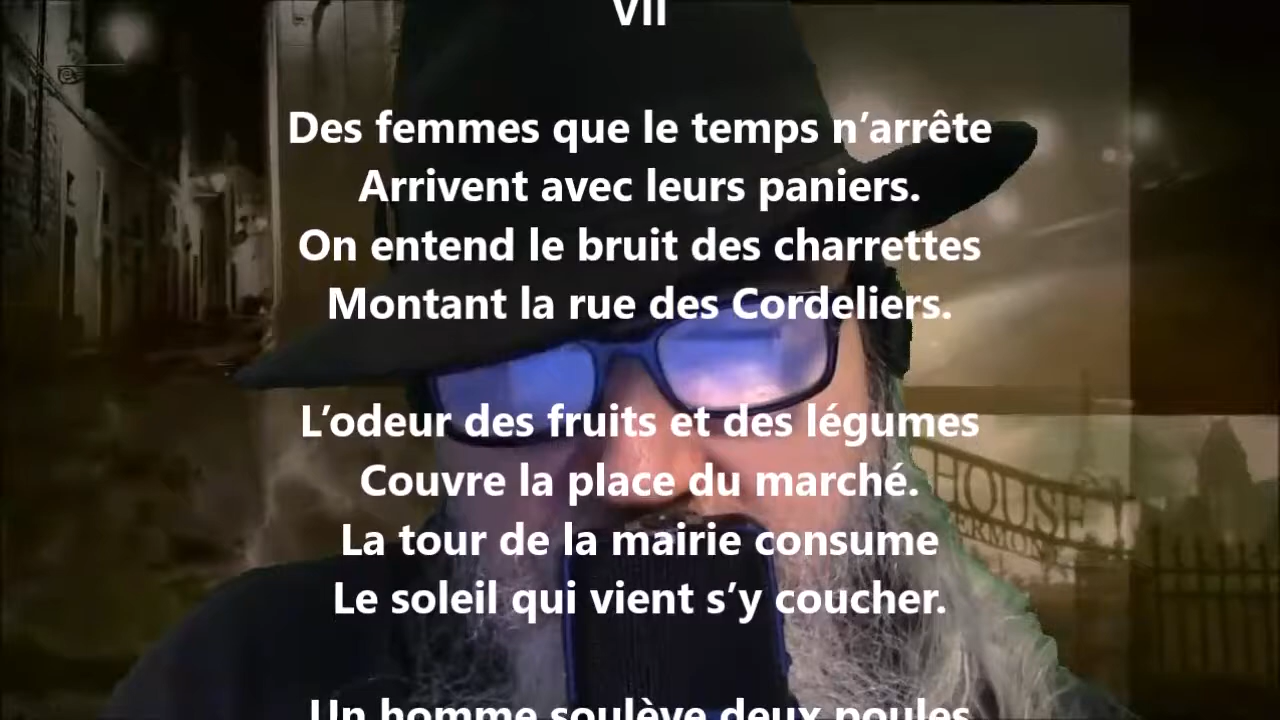 VII
Des femmes que le temps n’arrête
Arrivent avec leurs paniers.
On entend le bruit des charrettes
Montant la rue des Cordeliers.
L’odeur des fruits et des légumes
Couvre la place du marché.
La tour de la mairie consume
Le soleil qui vient s’y coucher.
Un homme soulève deux poules
HOUSE